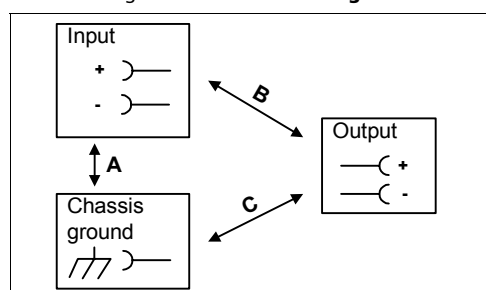 Input
+
-
B
Output
+
-
A
C
Chassis
ground